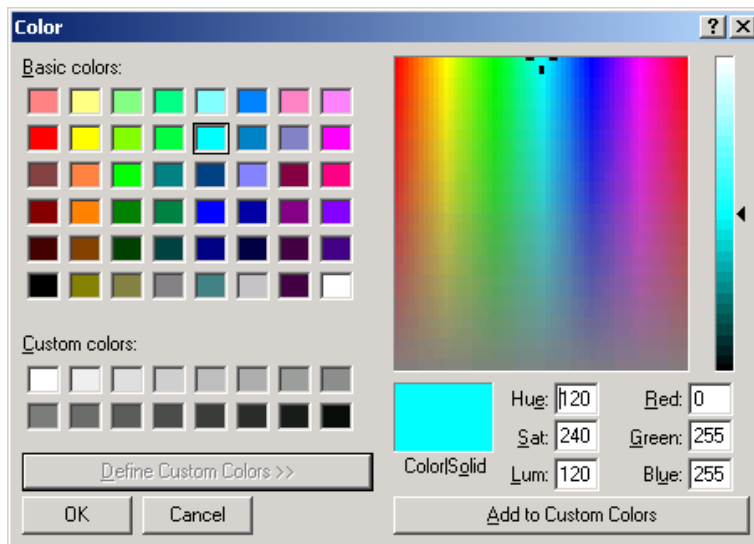 Color
Basic colors:
Custom colors:
Define Custom Colors >>
OK Cancel
Color|Solid
Hue: 120 Red: 0
Sat: 240 Green: 255
Lum: 120 Blue: 255
Add to Custom Colors